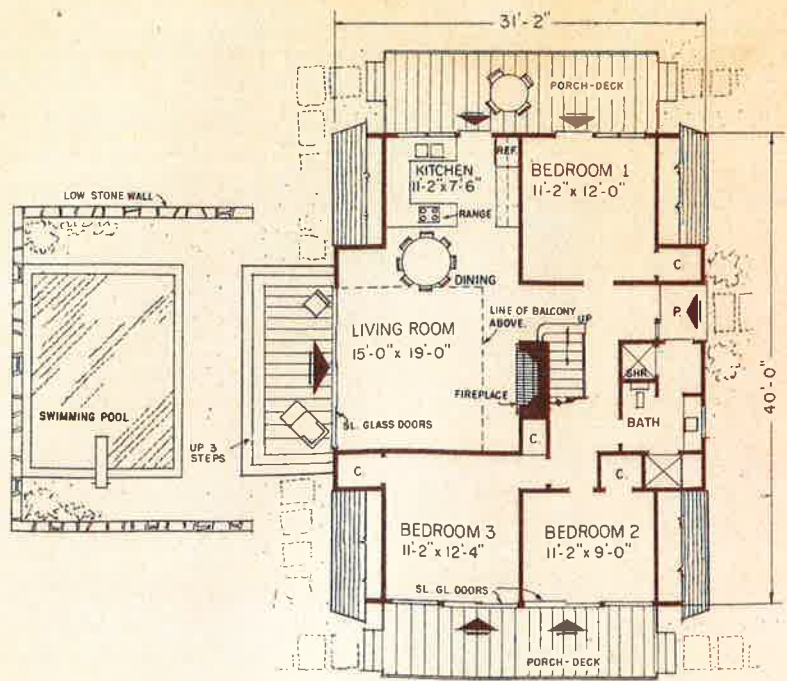 31'-2"
PORCH-DECK
REF.
KITCHEN
11'-2" x 7'-6"
BEDROOM 1
11'-2" x 12'-0"
LOW STONE WALL
RANGE
C.
DINING
LINE OF BALCONY
ABOVE.
UP
P.
LIVING ROOM
15'-0" x 19'-0"
SHR.
40'-0"
FIREPLACE
SWIMMING POOL
BATH
SL. GLASS DOORS
UP 3
STEPS
C.
C
C.
BEDROOM 3
11'-2" x 12'-4"
BEDROOM 2
11'-2" x 9'-0"
SL. GL. DOORS
PORCH-DECK